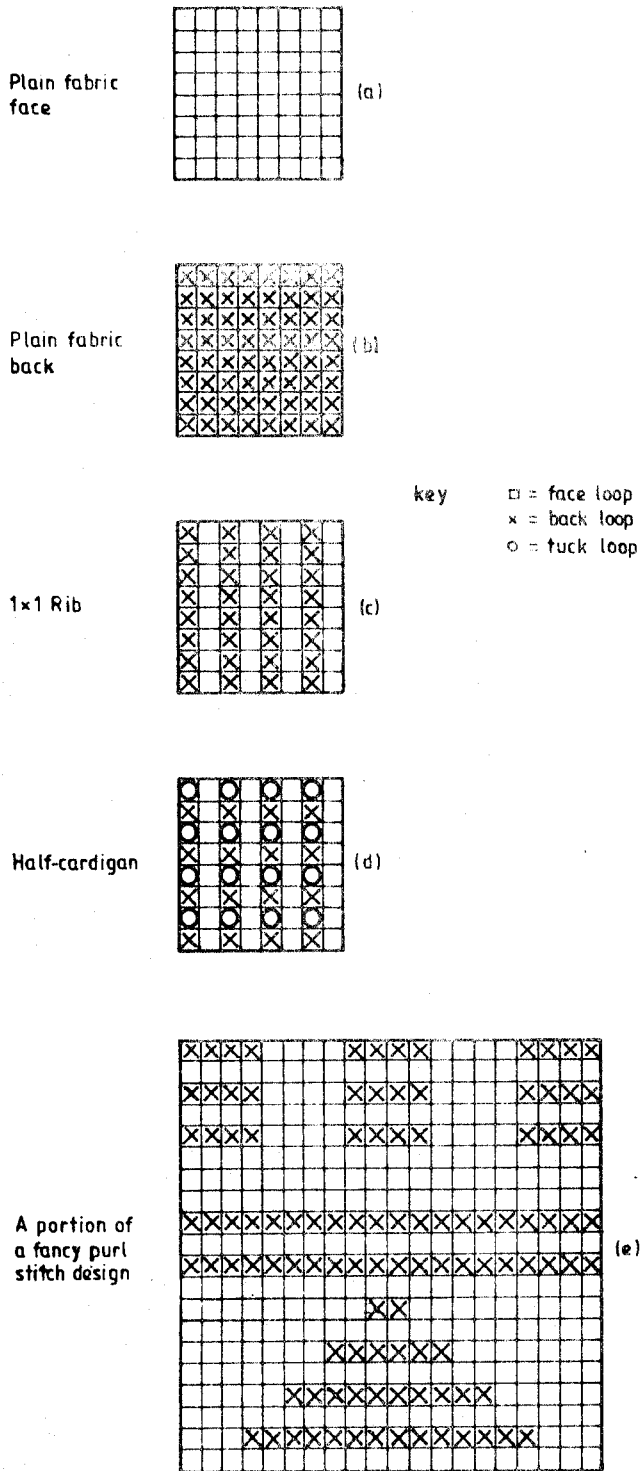 Plain fabric
face
(a)
Plain fabric
back
(b)
key
□ = face loop
× = back loop
○ = tuck loop
1×1 Rib
(c)
Half-cardigan
(d)
A portion of
a fancy purl
stitch design
(e)